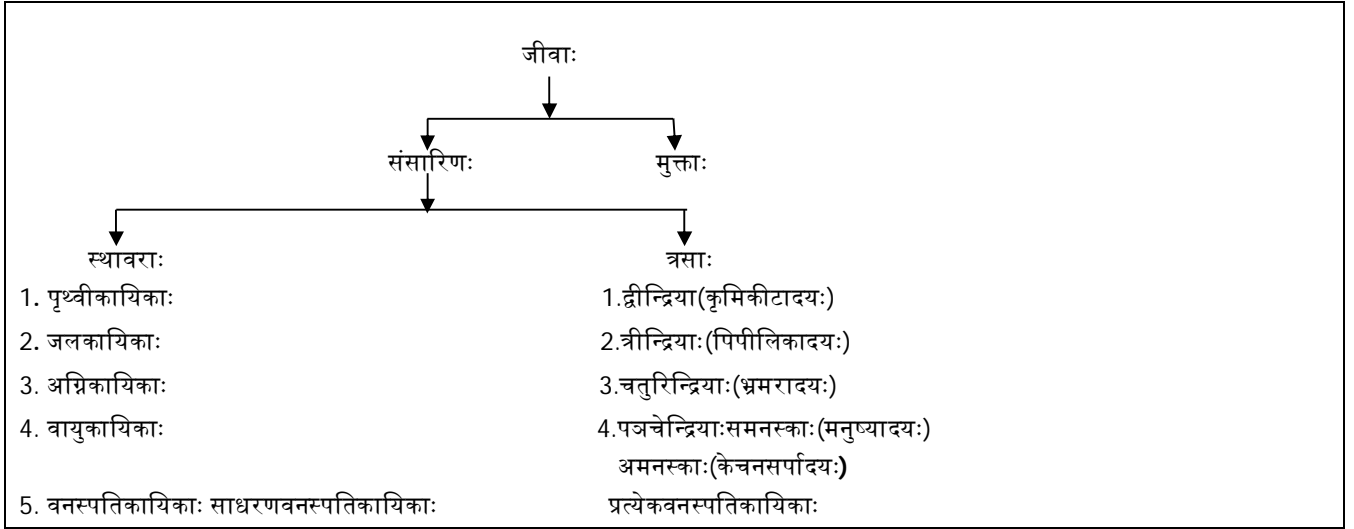 जीवाः
संसारिणः मुक्ताः
स्थावराः त्रसाः
1. पृथ्वीकायिकाः 1.द्वीन्द्रिया(कृमिकीटादयः)
2. जलकायिकाः 2.त्रीन्द्रियाः(पिपीलिकादयः)
3. अग्निकायिकाः 3.चतुरिन्द्रियाः(भ्रमरादयः)
4. वायुकायिकाः 4.पञ्चेन्द्रियाःसमनस्काः(मनुष्यादयः)
अमनस्काः(केचनसर्पादयः)
5. वनस्पतिकायिकाः साधरणवनस्पतिकायिकाः प्रत्येकवनस्पतिकायिकाः